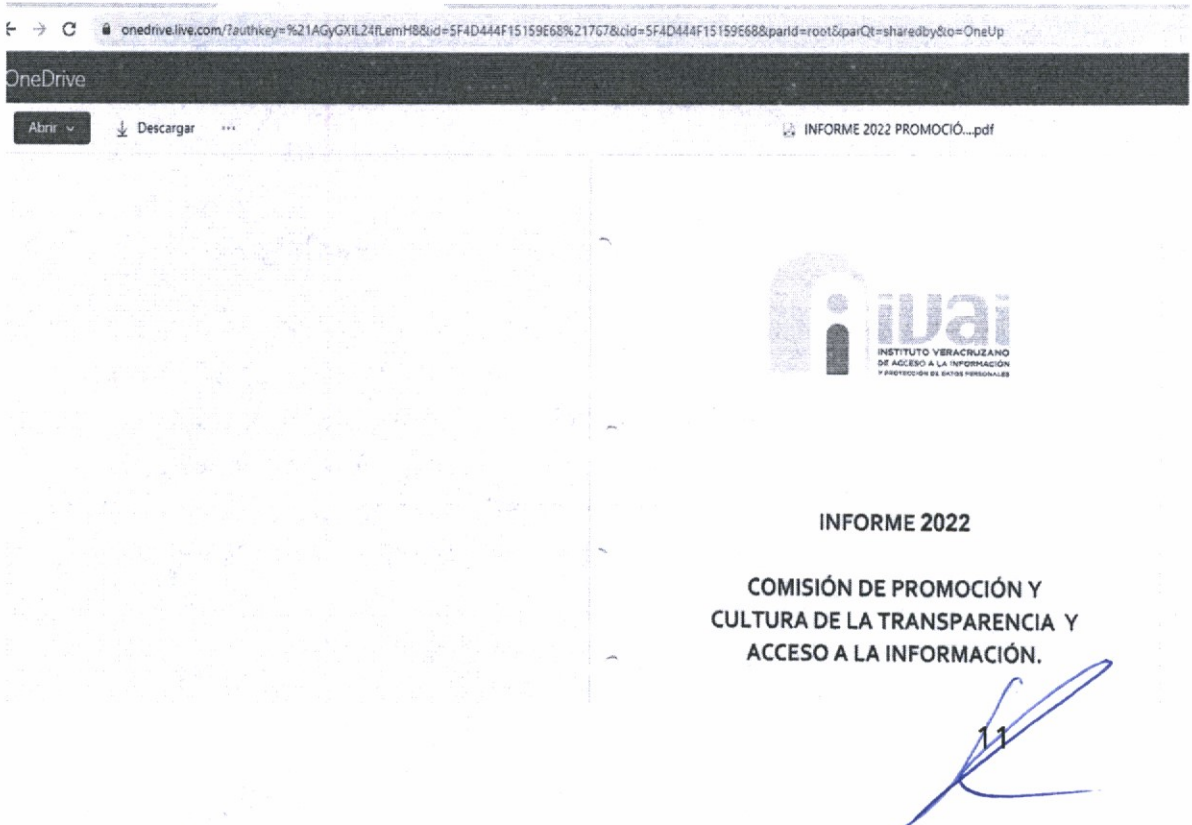 onedrive.live.com/?authkey=%21AGyGXiL24fLemH8&id=5F4D444F15159E68%21767&cid=5F4D444F15159E68&parId=root&parQt=sharedby&o=OneUp
OneDrive
Abrir
Descargar
...
INFORME 2022 PROMOCIÓ....pdf
ivai
INSTITUTO VERACRUZANO
DE ACCESO A LA INFORMACIÓN
Y PROTECCIÓN DE DATOS PERSONALES
INFORME 2022
COMISIÓN DE PROMOCIÓN Y
CULTURA DE LA TRANSPARENCIA Y
ACCESO A LA INFORMACIÓN.
11